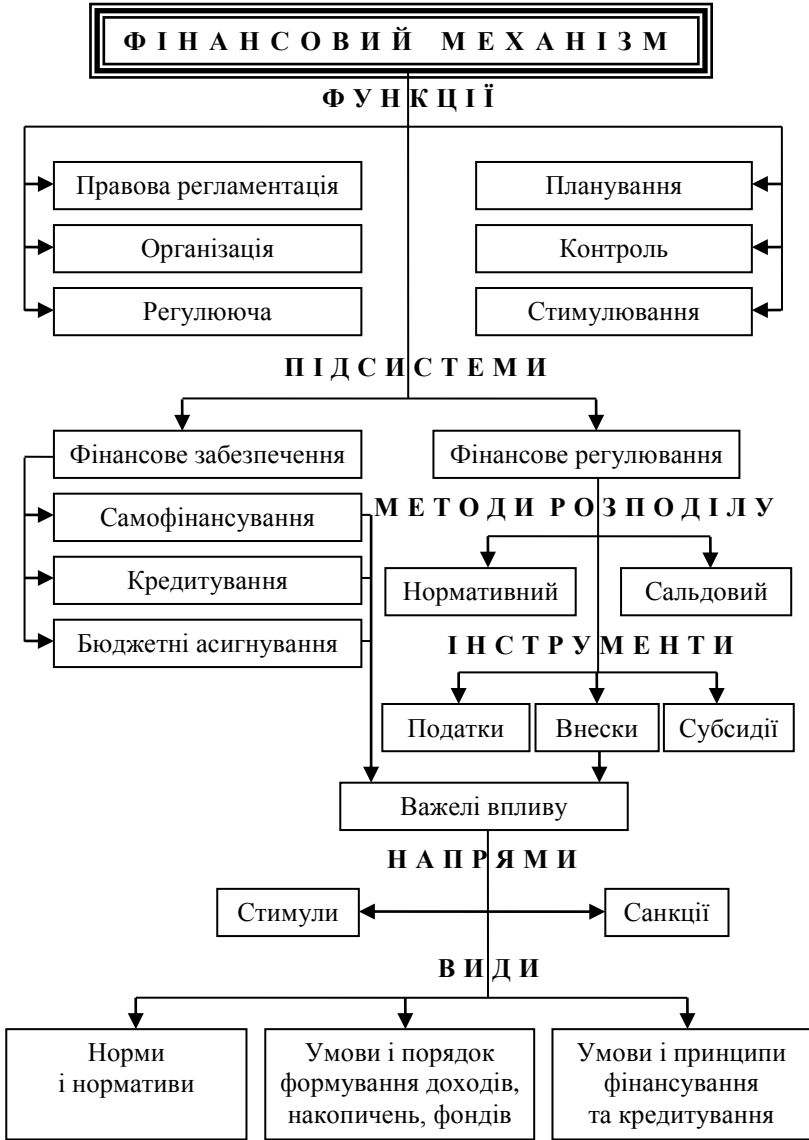 ФІНАНСОВИЙ МЕХАНІЗМ
ФУНКЦІЇ
Правова регламентація
Планування
Організація
Контроль
Регулююча
Стимулювання
ПІДСИСТЕМИ
Фінансове забезпечення
Фінансове регулювання
Самофінансування
МЕТОДИ РОЗПОДІЛУ
Кредитування
Нормативний
Сальдовий
Бюджетні асигнування
ІНСТРУМЕНТИ
Податки
Внески
Субсидії
Важелі впливу
НАПРЯМИ
Стимули
Санкції
ВИДИ
Норми
і нормативи
Умови і порядок
формування доходів,
накопичень, фондів
Умови і принципи
фінансування
та кредитування